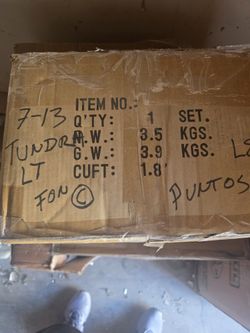 7-13
TUNDRA
LT
FON ©
ITEM NO.:
Q'TY: 1 SET.
N.W.: 3.5 KGS.
G.W.: 3.9 KGS.
CUFT: 1.8'
PUNTOS